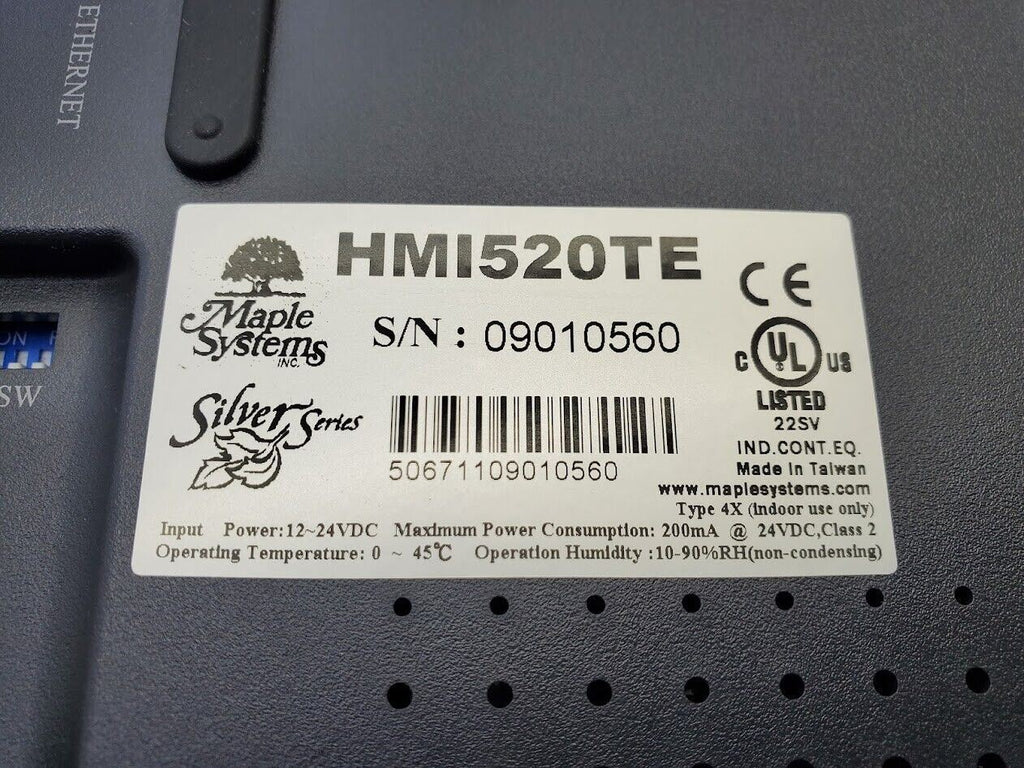 ETHERNET
ON
SW
Maple
Systems
INC.
HMI520TE
S/N : 09010560
Silver Series
50671109010560
CE
C UL US
LISTED
22SV
IND.CONT.EQ.
Made in Taiwan
www.maplesystems.com
Type 4X (indoor use only)
Input Power:12~24VDC Maximum Power Consumption: 200mA @ 24VDC,Class 2
Operating Temperature: 0 ~ 45℃ Operation Humidity :10-90%RH(non-condensing)